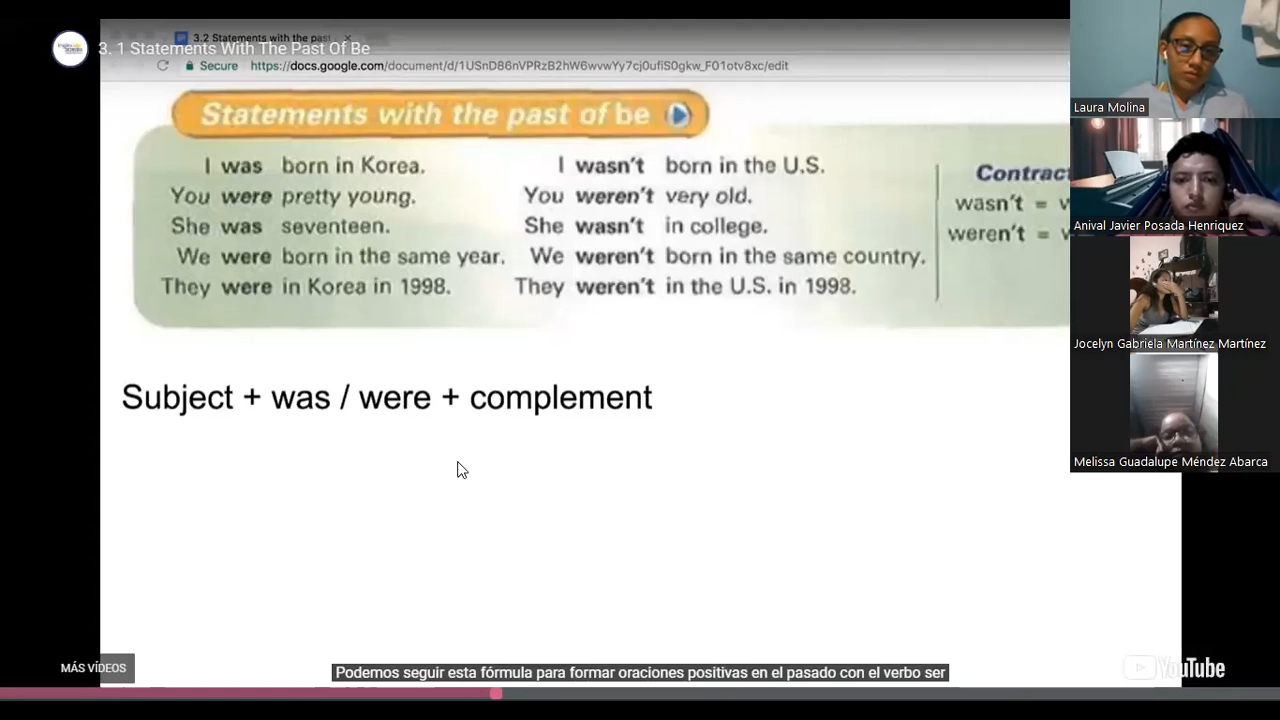 3. 1 Statements With The Past Of Be
3.2 Statements with the past
Secure https://docs.google.com/document/d/1USnD86nVPRzB2hW6wvwYy7cj0ufiS0gkw_F01otv8xc/edit
Statements with the past of be
I was born in Korea. I wasn't born in the U.S.
You were pretty young. You weren't very old.
She was seventeen. She wasn't in college.
We were born in the same year. We weren't born in the same country.
They were in Korea in 1998. They weren't in the U.S. in 1998.
Contract
wasn't =
weren't =
Subject + was / were + complement
Laura Molina
Anival Javier Posada Henriquez
Jocelyn Gabriela Martínez Martínez
Melissa Guadalupe Méndez Abarca
MÁS VÍDEOS
Podemos seguir esta fórmula para formar oraciones positivas en el pasado con el verbo ser
YouTube